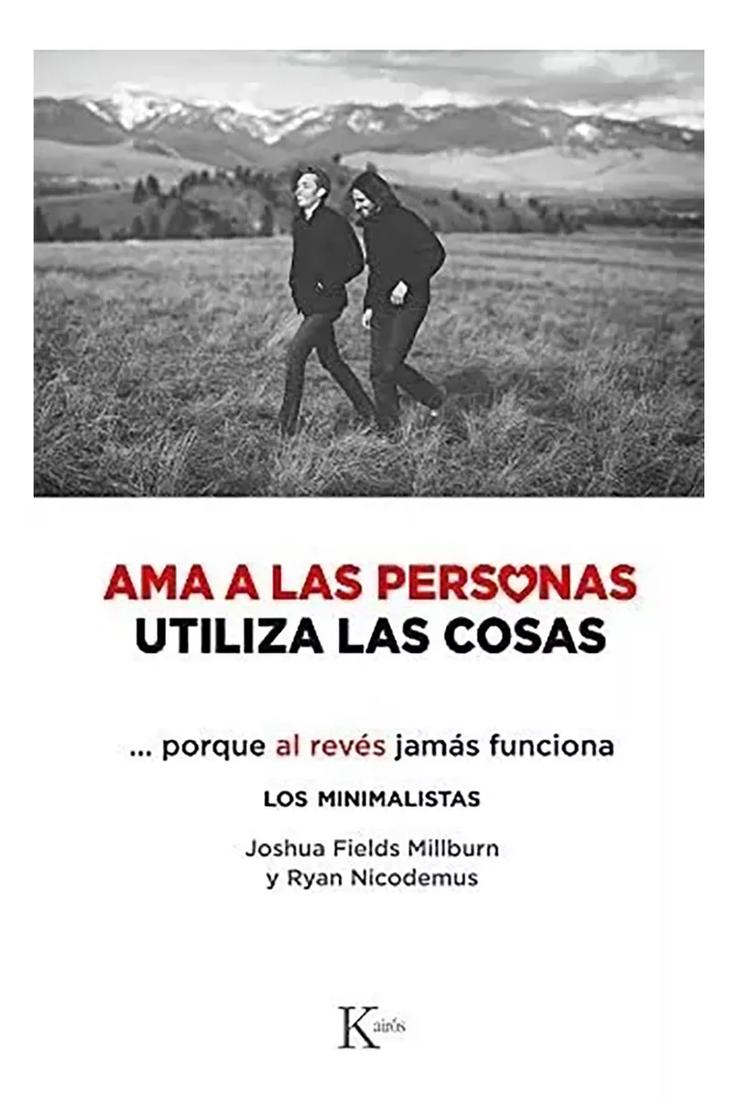 AMA A LAS PERSONAS
UTILIZA LAS COSAS
... porque al revés jamás funciona
LOS MINIMALISTAS
Joshua Fields Millburn
y Ryan Nicodemus
Kairós